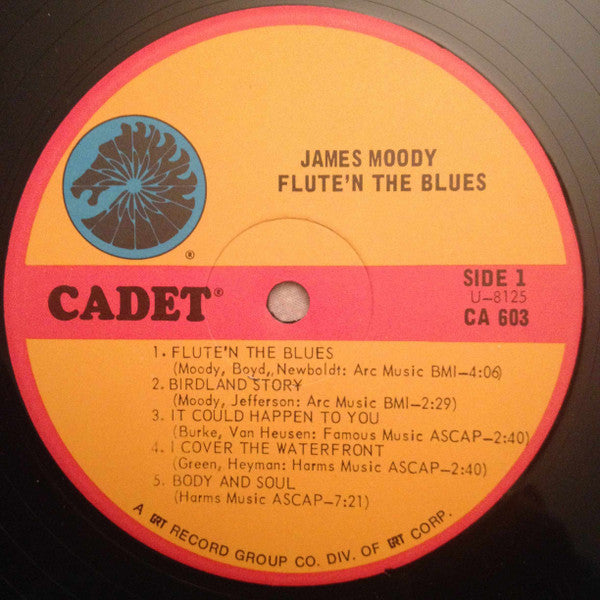 JAMES MOODY
FLUTE'N THE BLUES
®
CADET®
SIDE 1
U-8125
CA 603
1. FLUTE'N THE BLUES
(Moody, Boyd, Newboldt: Arc Music BMI-4:06)
2. BIRDLAND STORY
(Moody, Jefferson: Arc Music BMI-2:29)
3. IT COULD HAPPEN TO YOU
(Burke, Van Heusen: Famous Music ASCAP-2:40)
4. I COVER THE WATERFRONT
(Green, Heyman: Harms Music ASCAP-2:40)
5. BODY AND SOUL
(Harms Music ASCAP-7:21)
A GRT RECORD GROUP CO. DIV. OF GRT CORP.